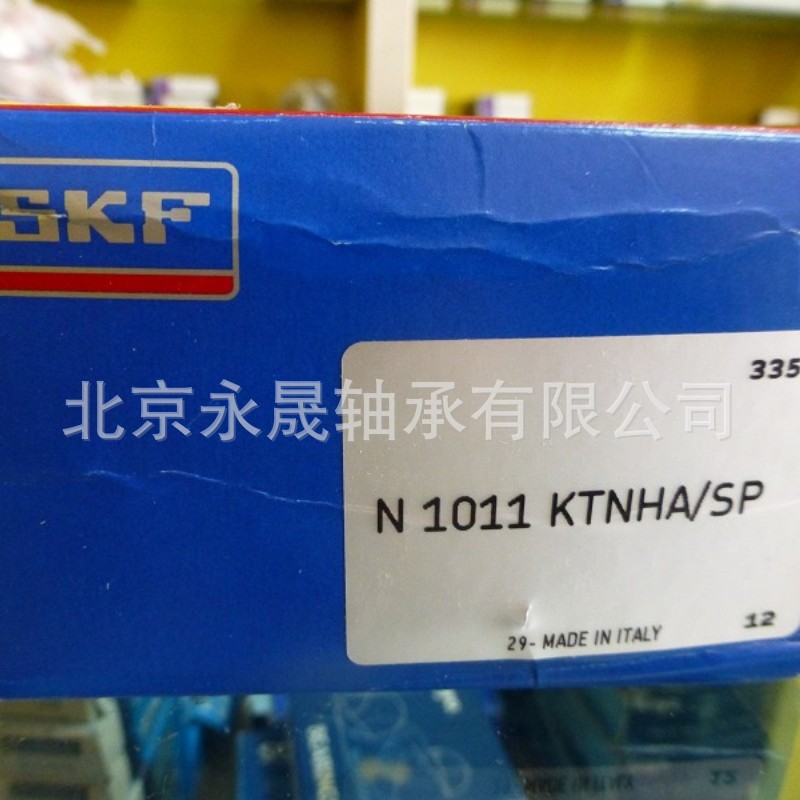 SKF
335
北京永晟轴承有限公司
N 1011 KTNHA/SP
12
29- MADE IN ITALY